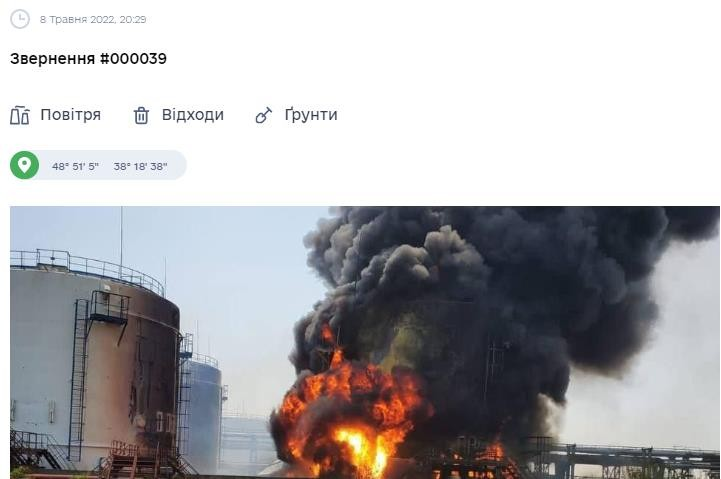 8 Травня 2022, 20:29
Звернення #000039
Повітря Відходи Ґрунти
48° 51' 5" 38° 18' 38"